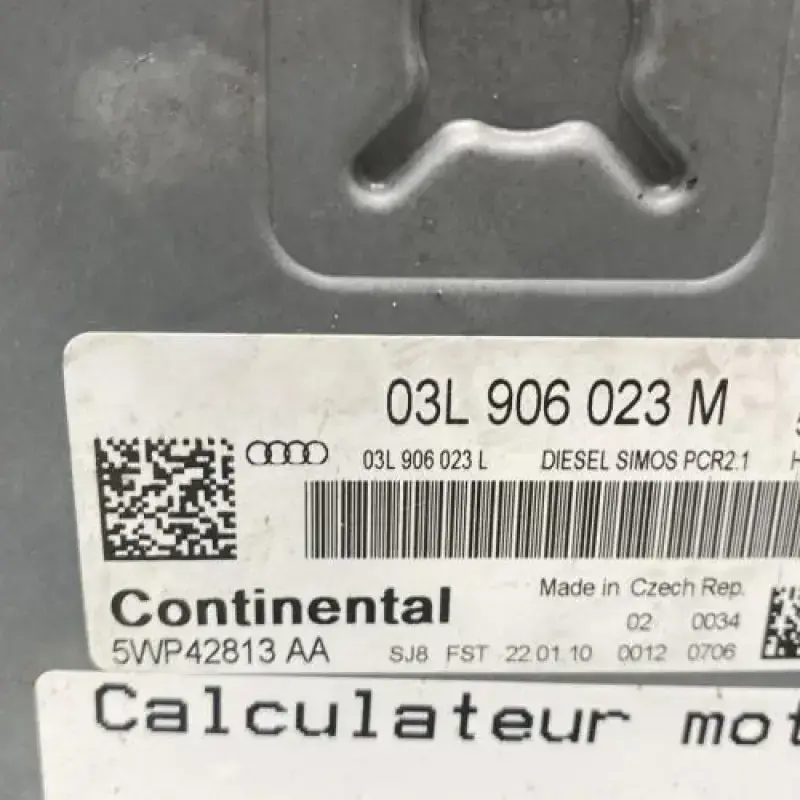 03L 906 023 M
03L 906 023 L DIESEL SIMOS PCR2.1 H
Made in Czech Rep.
Continental 02 0034
5WP42813 AA SJ8 FST 22.01.10 0012 0706
Calculateur mot